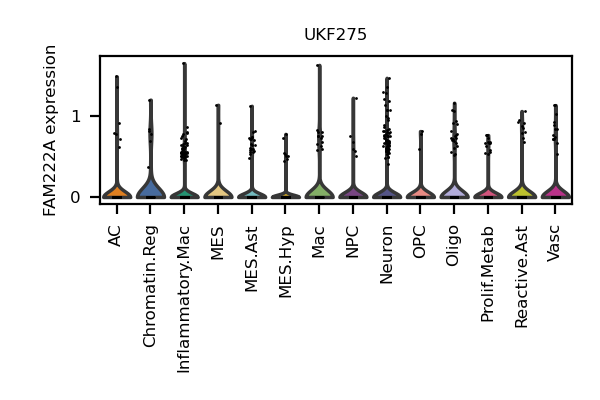 UKF275
FAM222A expression
1
0
AC
Chromatin.Reg
Inflammatory.Mac
MES
MES.Ast
MES.Hyp
Mac
NPC
Neuron
OPC
Oligo
Prolif.Metab
Reactive.Ast
Vasc